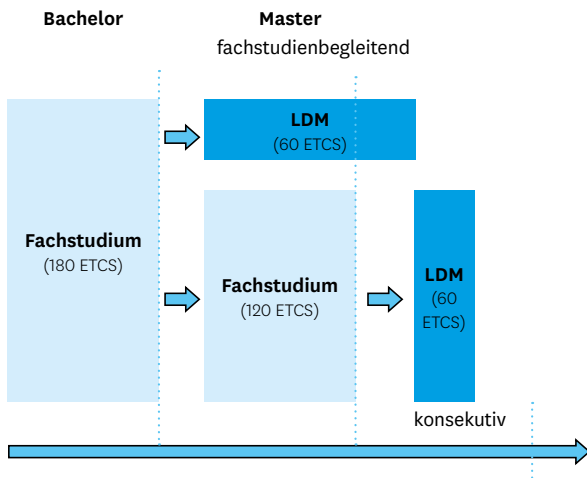 Bachelor
Master
fachstudienbegleitend
LDM
(60 ETCS)
Fachstudium
(180 ETCS)
Fachstudium
(120 ETCS)
LDM
(60
ETCS)
konsekutiv